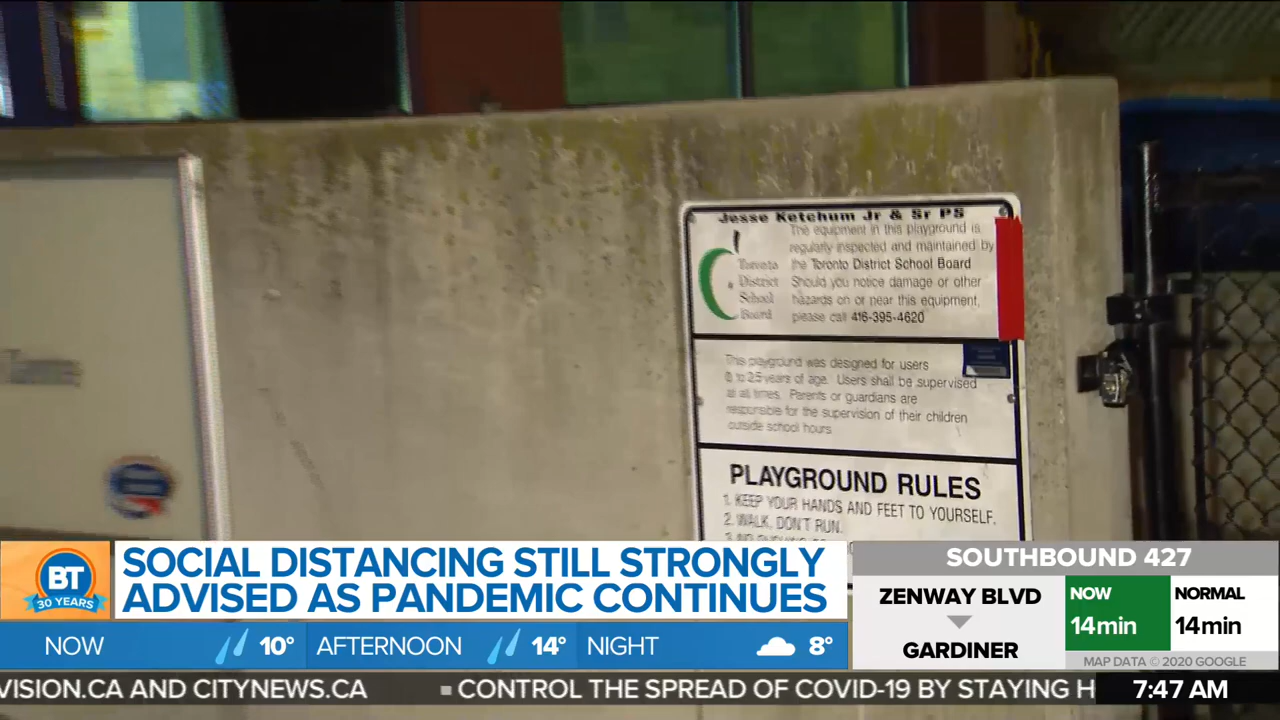 Jesse Ketchum Jr & Sr PS
The equipment in this playground is
regularly inspected and maintained by
the Toronto District School Board
Should you notice damage or other
hazards on or near this equipment,
please call 416-395-4620
Toronto
District
School
Board
This playground was designed for users
years of age. Users shall be supervised
at all times. Parents or guardians are
responsible for the supervision of their children
outside school hours
PLAYGROUND RULES
1. KEEP YOUR HANDS AND FEET TO YOURSELF.
2. WALK, DON'T RUN.
BT
30 YEARS
SOCIAL DISTANCING STILL STRONGLY
ADVISED AS PANDEMIC CONTINUES
NOW 10° AFTERNOON 14° NIGHT 8°
SOUTHBOUND 427
ZENWAY BLVD
GARDINER
NOW
14min
NORMAL
14min
MAP DATA © 2020 GOOGLE
VISION.CA AND CITYNEWS.CA ■ CONTROL THE SPREAD OF COVID-19 BY STAYING H
7:47 AM